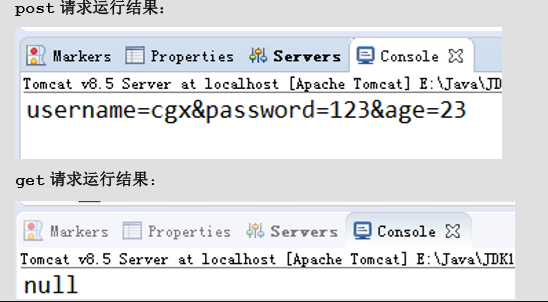 post 请求运行结果：
Markers Properties Servers Console
Tomcat v8.5 Server at localhost [Apache Tomcat] E:\Java\JD
username=cgx&password=123&age=23
get 请求运行结果：
Markers Properties Servers Console
Tomcat v8.5 Server at localhost [Apache Tomcat] E:\Java\JDK1
null